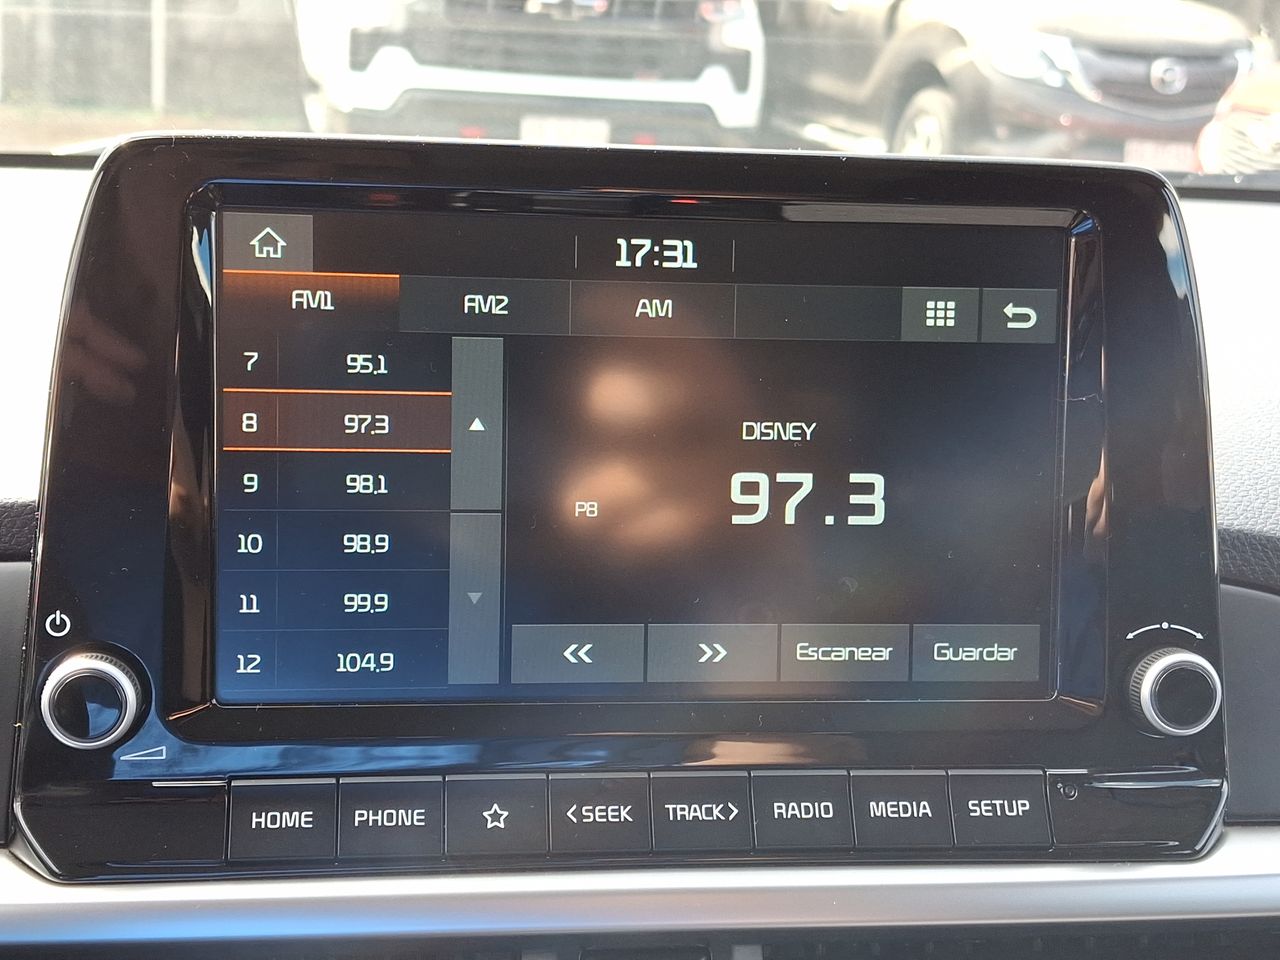 17:31
FM1 FM2 AM
7 95.1
8 97.3
9 98.1
10 98.9
11 99.9
12 104.9
DISNEY
P8 97.3
Escanear Guardar
HOME PHONE <SEEK TRACK> RADIO MEDIA SETUP